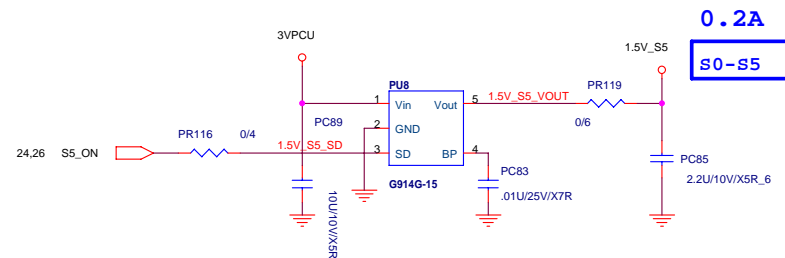 0.2A
3VPCU
1.5V_S5
S0-S5
PU8
PR119
1 Vin Vout 5 1.5V_S5_VOUT
PR116 0/4 PC89 2 GND 0/6
24,26 S5_ON 1.5V_S5_SD 3 SD BP 4
PC85
PC83
2.2U/10V/X5R_6
G914G-15
.01U/25V/X7R
10U/10V/X5R